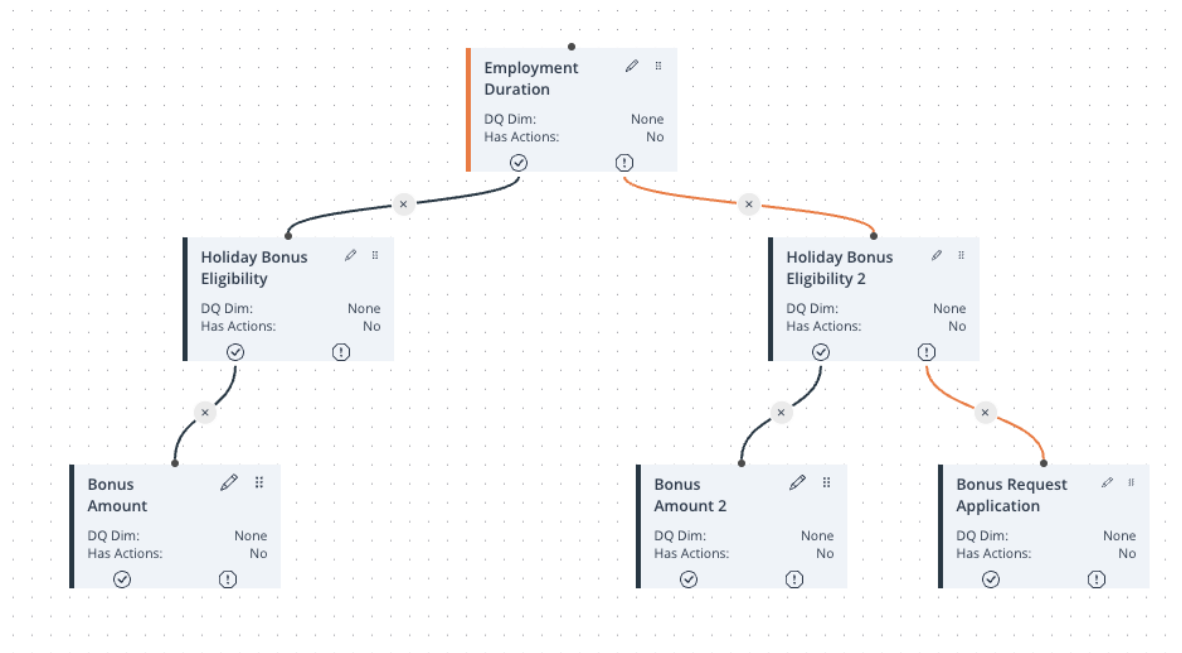 Employment
Duration
DQ Dim: None
Has Actions: No
Holiday Bonus
Eligibility
DQ Dim: None
Has Actions: No
Holiday Bonus
Eligibility 2
DQ Dim: None
Has Actions: No
Bonus
Amount
DQ Dim: None
Has Actions: No
Bonus
Amount 2
DQ Dim: None
Has Actions: No
Bonus Request
Application
DQ Dim: None
Has Actions: No